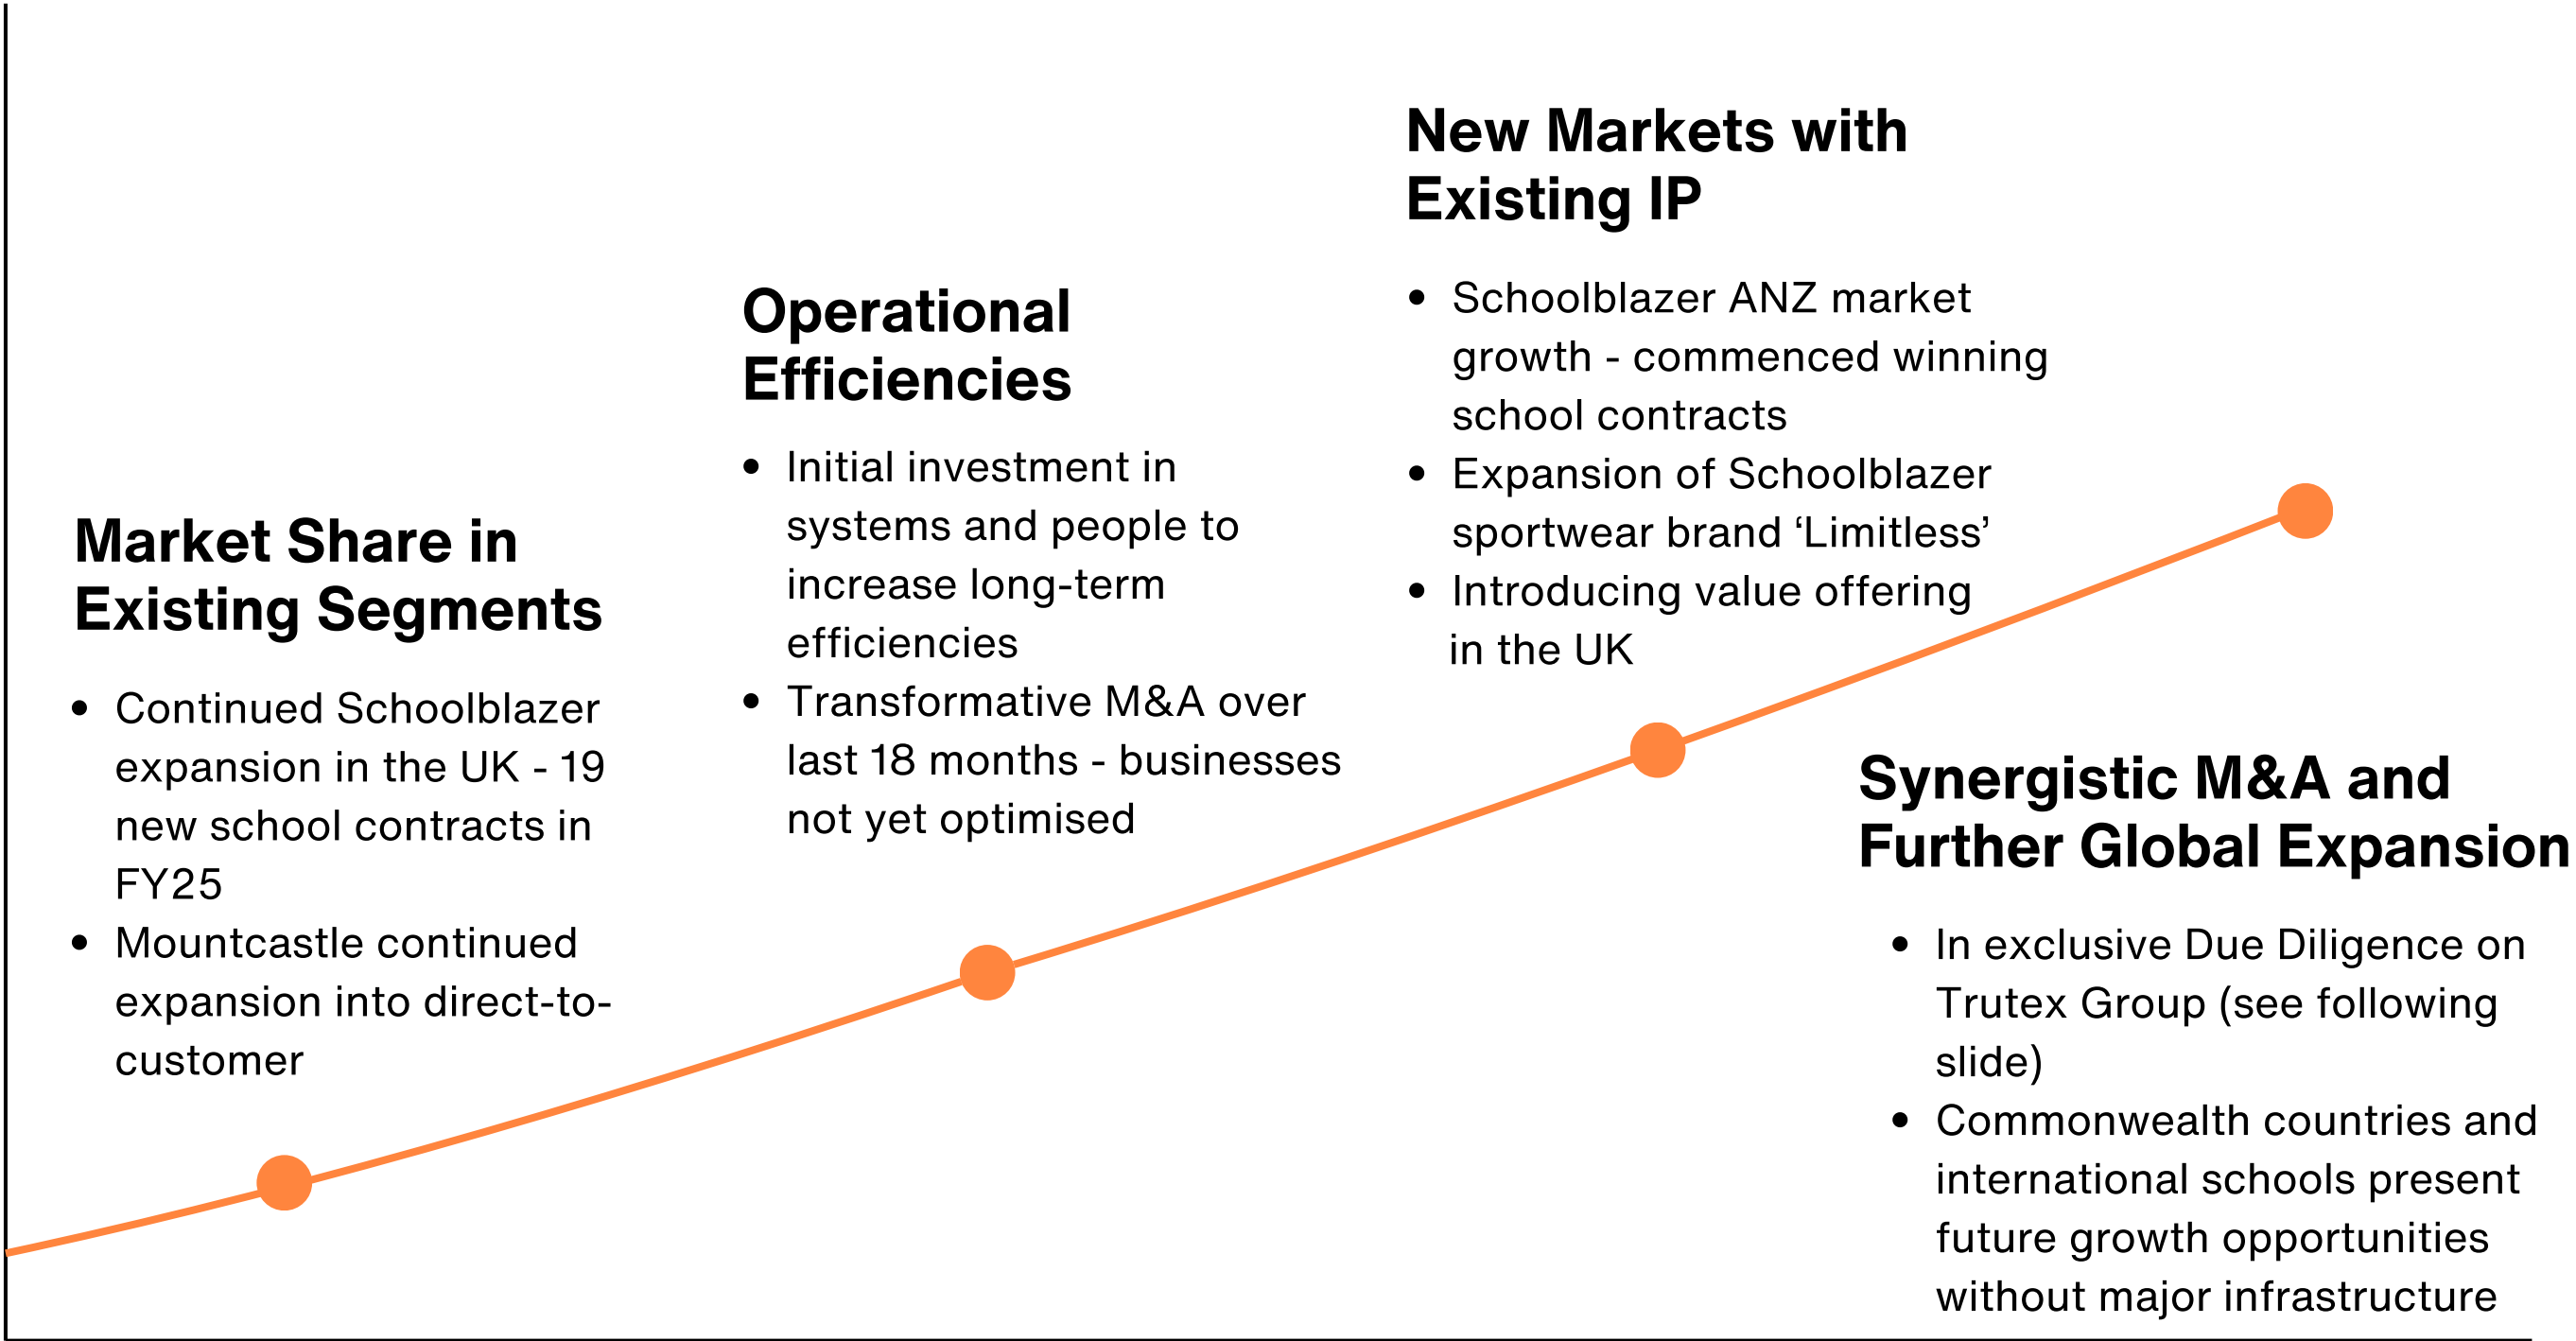 Market Share in
Existing Segments
• Continued Schoolblazer
expansion in the UK - 19
new school contracts in
FY25
• Mountcastle continued
expansion into direct-to-
customer
Operational
Efficiencies
• Initial investment in
systems and people to
increase long-term
efficiencies
• Transformative M&A over
last 18 months - businesses
not yet optimised
New Markets with
Existing IP
• Schoolblazer ANZ market
growth - commenced winning
school contracts
• Expansion of Schoolblazer
sportwear brand ‘Limitless’
• Introducing value offering
in the UK
Synergistic M&A and
Further Global Expansion
• In exclusive Due Diligence on
Trutex Group (see following
slide)
• Commonwealth countries and
international schools present
future growth opportunities
without major infrastructure